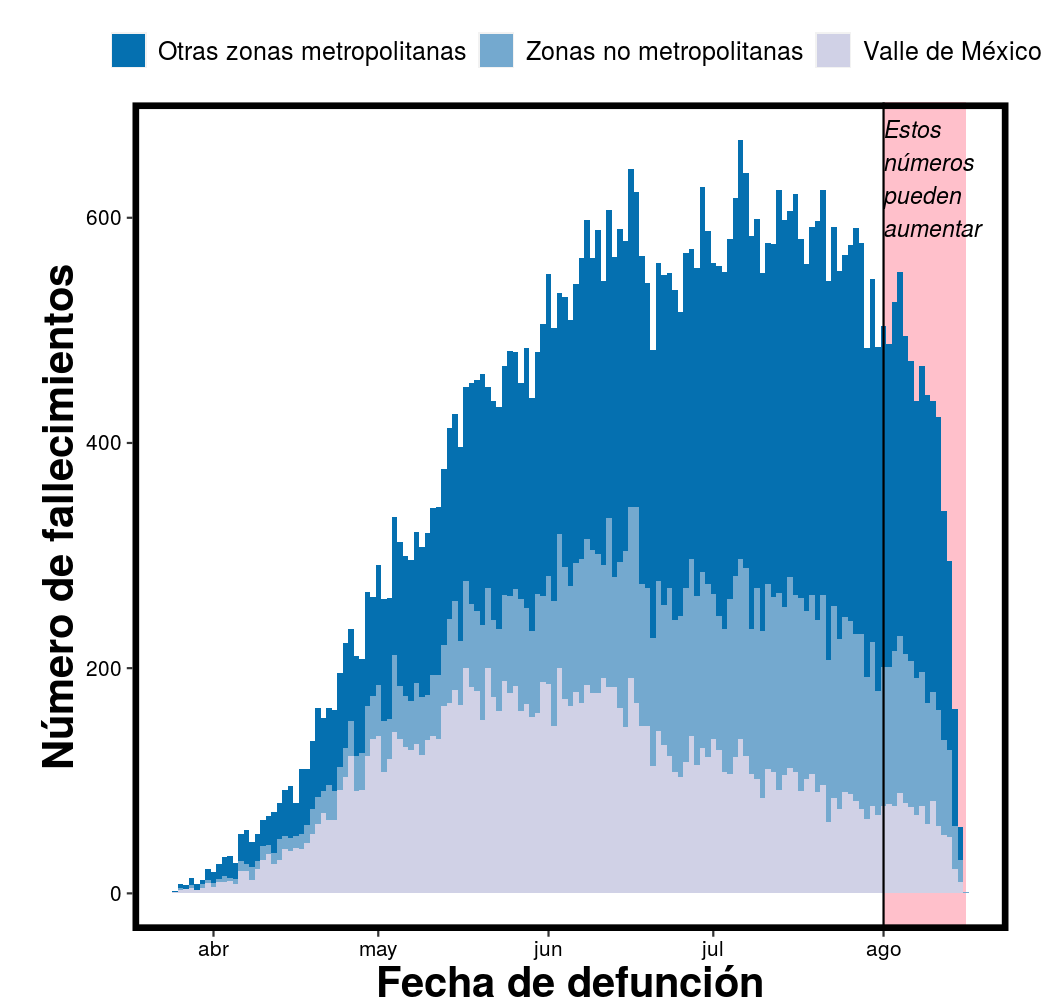 Otras zonas metropolitanas Zonas no metropolitanas Valle de México
Estos
números
pueden
aumentar
600
400
200
0
Número de fallecimientos
abr may jun jul ago
Fecha de defunción